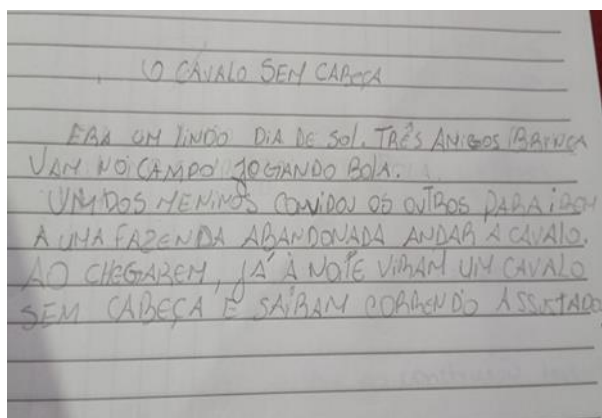 O CAVALO SEM CABEÇA
ERA UM LINDO DIA DE SOL. TRÊS AMIGOS BRINCA
VAM NO CAMPO JOGANDO BOLA.
UM DOS MENINOS CONVIDOU OS OUTROS PARA IREM
A UMA FAZENDA ABANDONADA ANDAR A CAVALO.
AO CHEGAREM, JÁ À NOITE VIRAM UM CAVALO
SEM CABEÇA E SAÍRAM CORRENDO ASSUSTADO